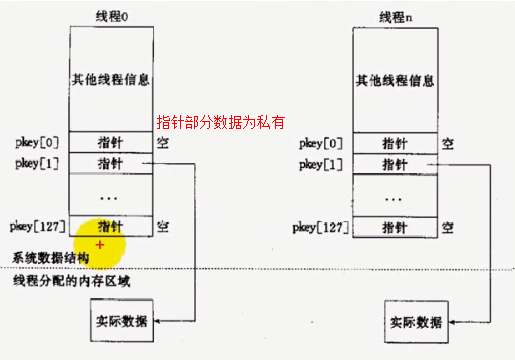 线程0
线程n
其他线程信息
其他线程信息
指针部分数据为私有
pkey[0] 指针 空
pkey[0] 指针 空
pkey[1] 指针
pkey[1] 指针
...
...
pkey[127] 指针 空
pkey[127] 指针 空
系统数据结构
线程分配的内存区域
实际数据
实际数据